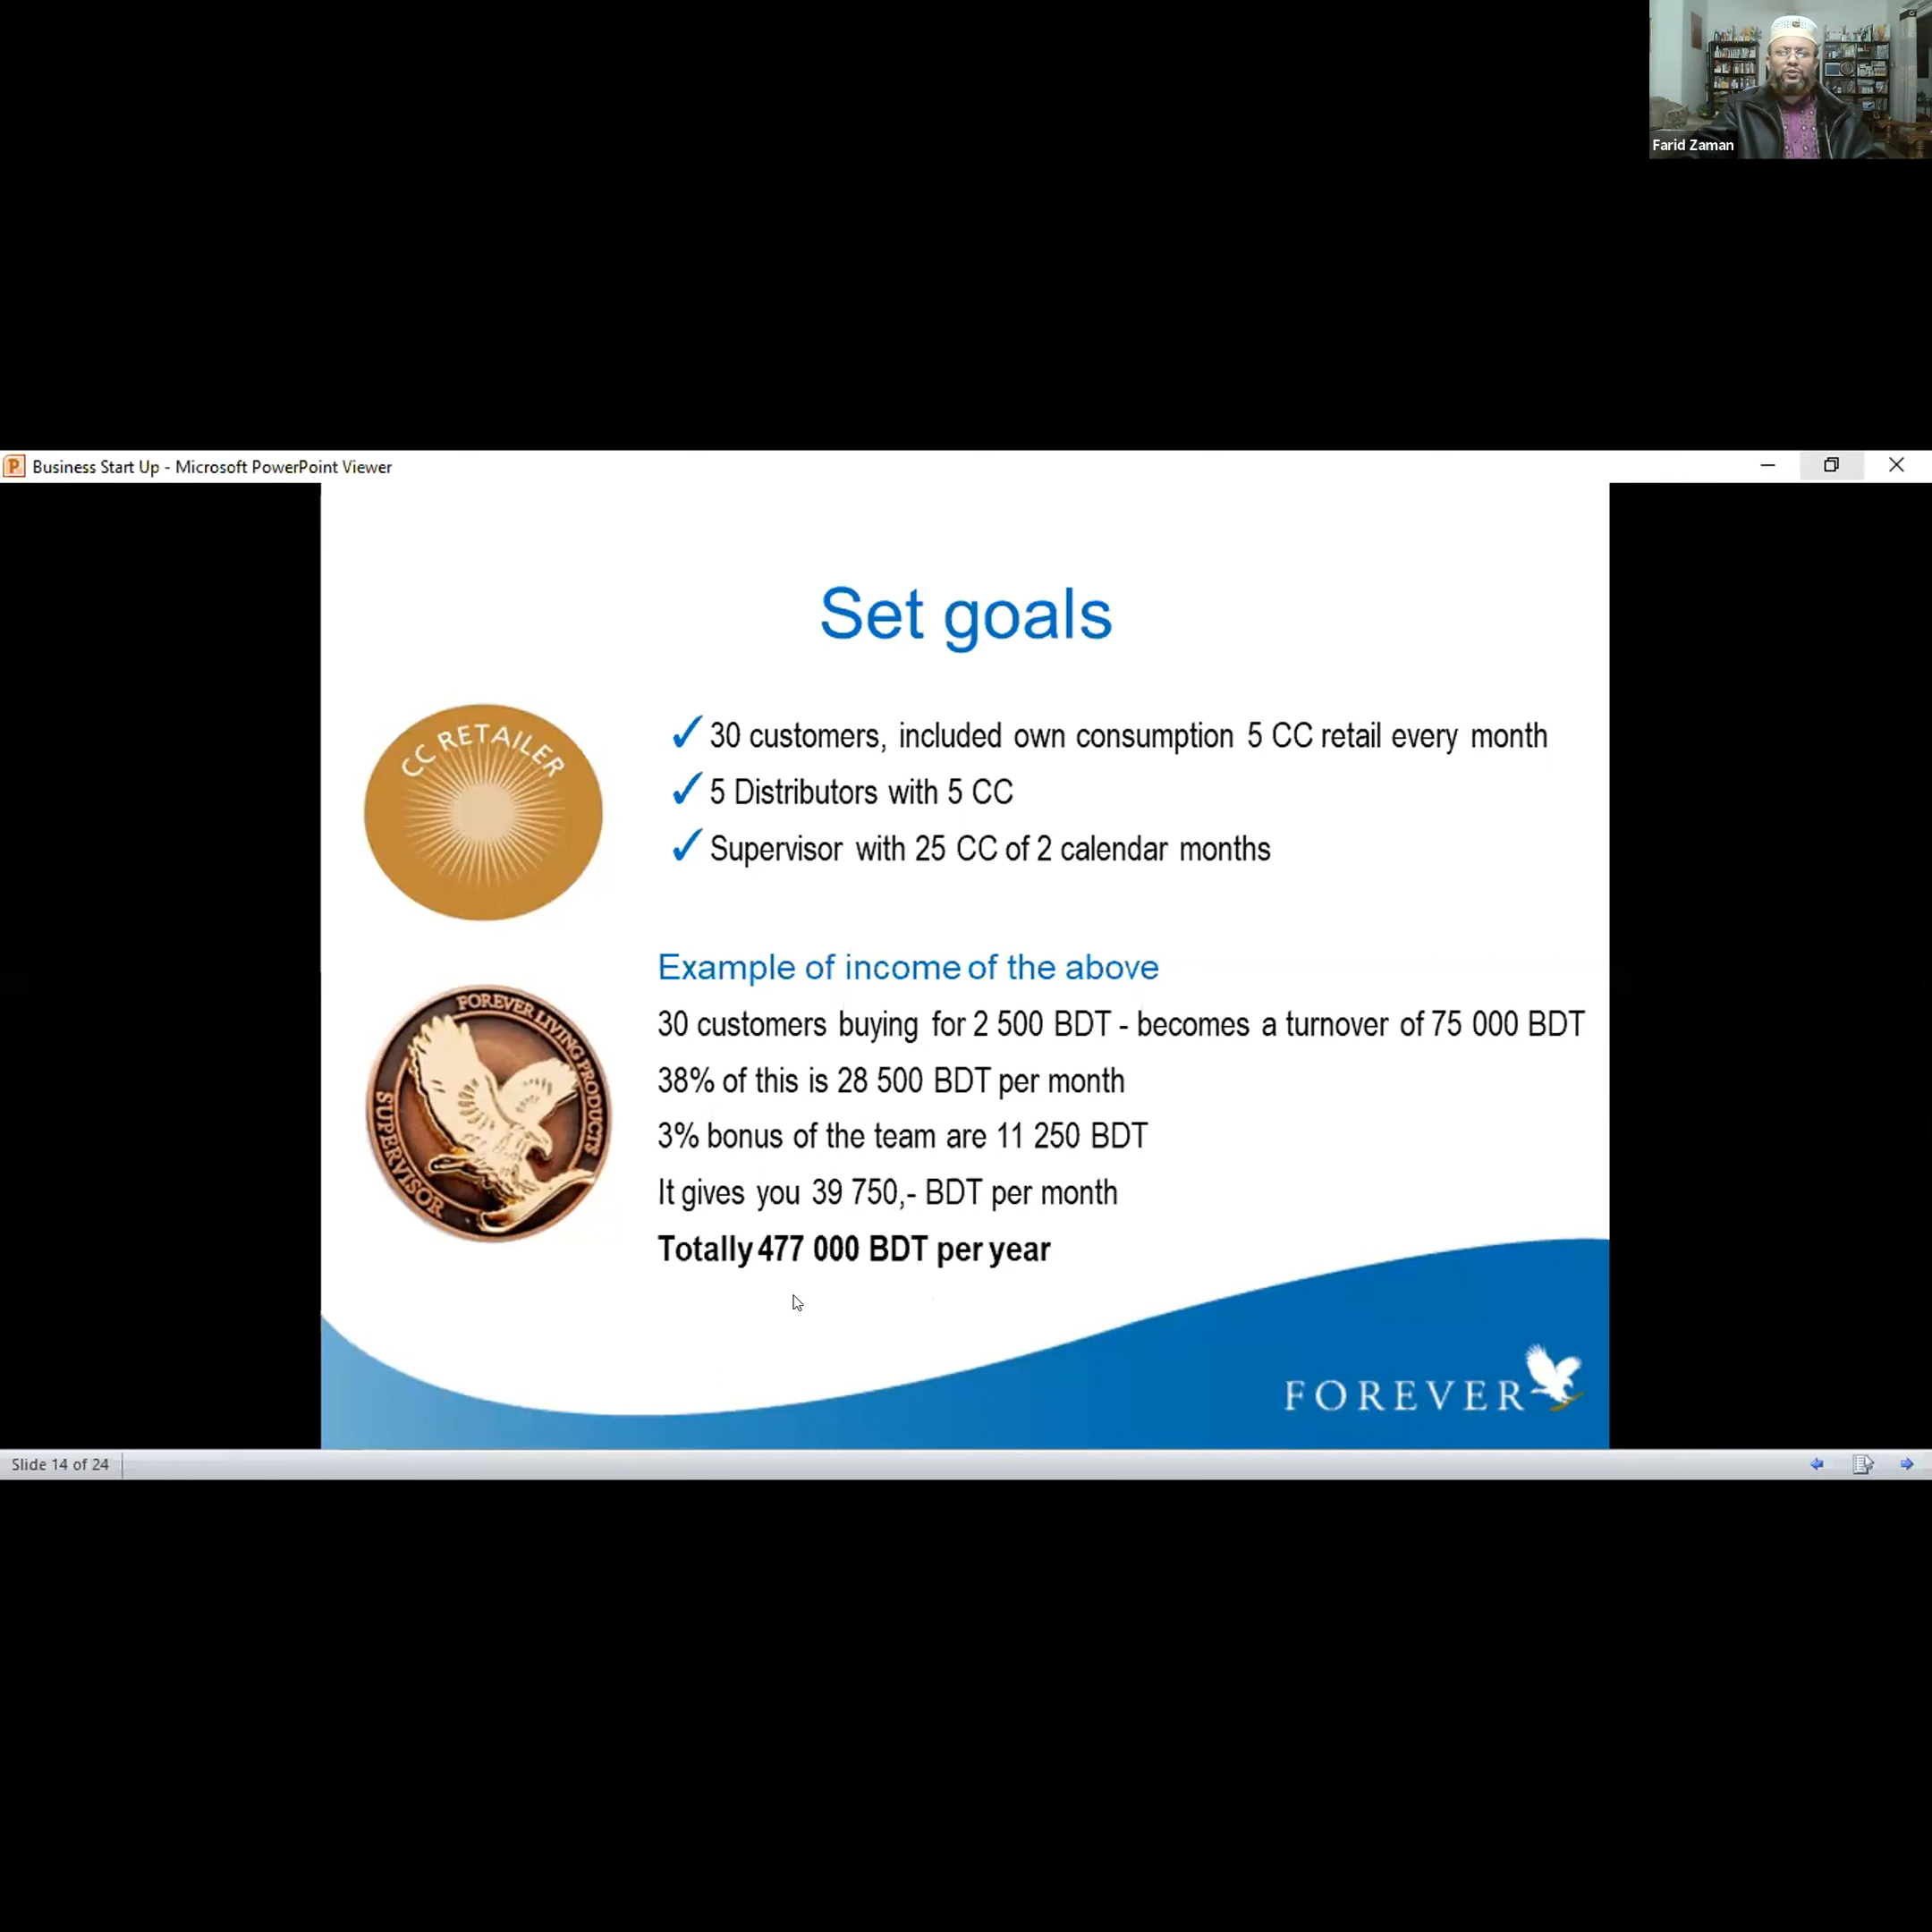 Farid Zaman
Business Start Up - Microsoft PowerPoint Viewer
Set goals
CC RETAILER
✓ 30 customers, included own consumption 5 CC retail every month
✓ 5 Distributors with 5 CC
✓ Supervisor with 25 CC of 2 calendar months
Example of income of the above
FOREVER LIVING PRODUCTS
SUPERVISOR
30 customers buying for 2 500 BDT - becomes a turnover of 75 000 BDT
38% of this is 28 500 BDT per month
3% bonus of the team are 11 250 BDT
It gives you 39 750,- BDT per month
Totally 477 000 BDT per year
FOREVER
Slide 14 of 24